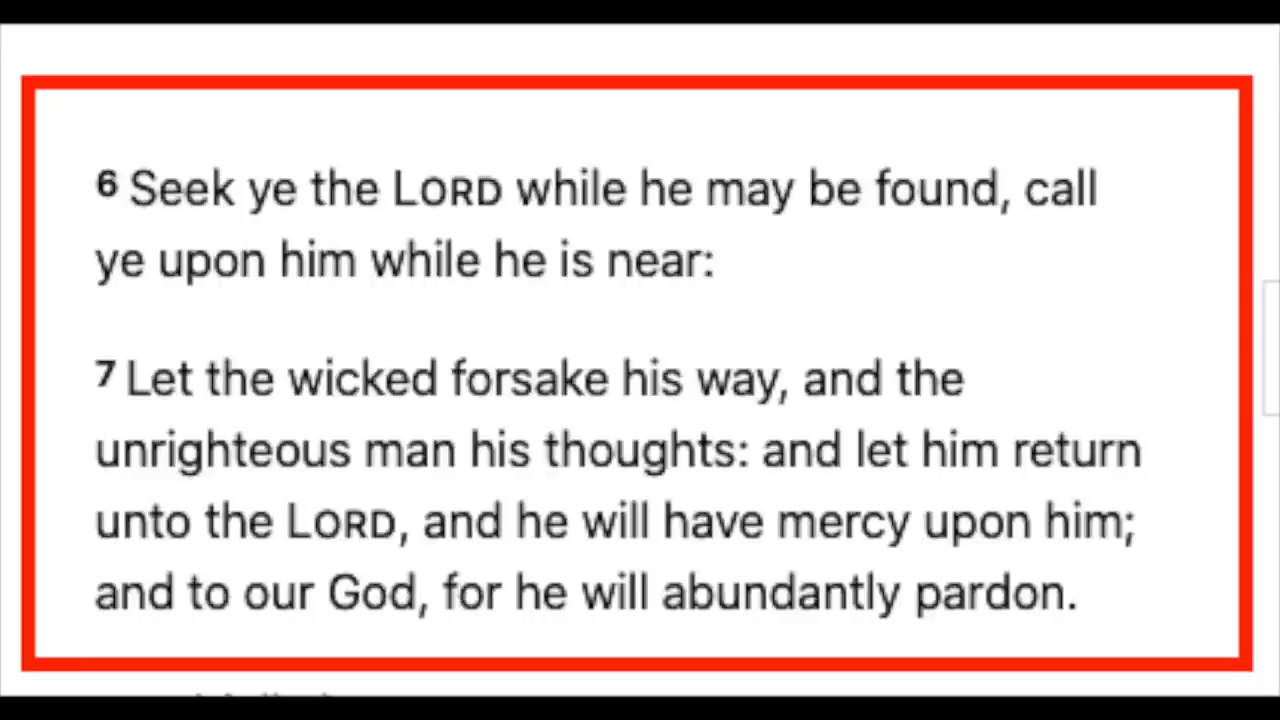 6 Seek ye the LORD while he may be found, call
ye upon him while he is near:
7 Let the wicked forsake his way, and the
unrighteous man his thoughts: and let him return
unto the LORD, and he will have mercy upon him;
and to our God, for he will abundantly pardon.